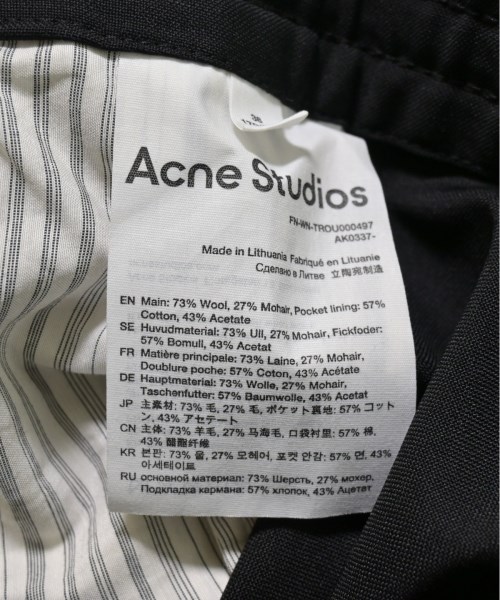 38
Acne Studios
FN-WN-TROU000497
AK0337-
Made in Lithuania Fabriqué en Lituanie
Сделано в Литве 立陶宛制造
EN Main: 73% Wool, 27% Mohair, Pocket lining: 57%
Cotton, 43% Acetate
SE Huvudmaterial: 73% Ull, 27% Mohair, Fickfoder:
57% Bomull, 43% Acetat
FR Matière principale: 73% Laine, 27% Mohair,
Doublure poche: 57% Coton, 43% Acétate
DE Hauptmaterial: 73% Wolle, 27% Mohair,
Taschenfutter: 57% Baumwolle, 43% Acetat
JP 主素材: 73% 毛, 27% 毛, ポケット裏地: 57% コット
ン, 43% アセテート
CN 主体: 73% 羊毛, 27% 马海毛, 口袋衬里: 57% 棉,
43% 醋酯纤维
KR 본판: 73% 울, 27% 모헤어, 포켓 안감: 57% 면, 43%
아세테이트
RU основной материал: 73% Шерсть, 27% мохер,
Подкладка кармана: 57% хлопок, 43% Ацетат